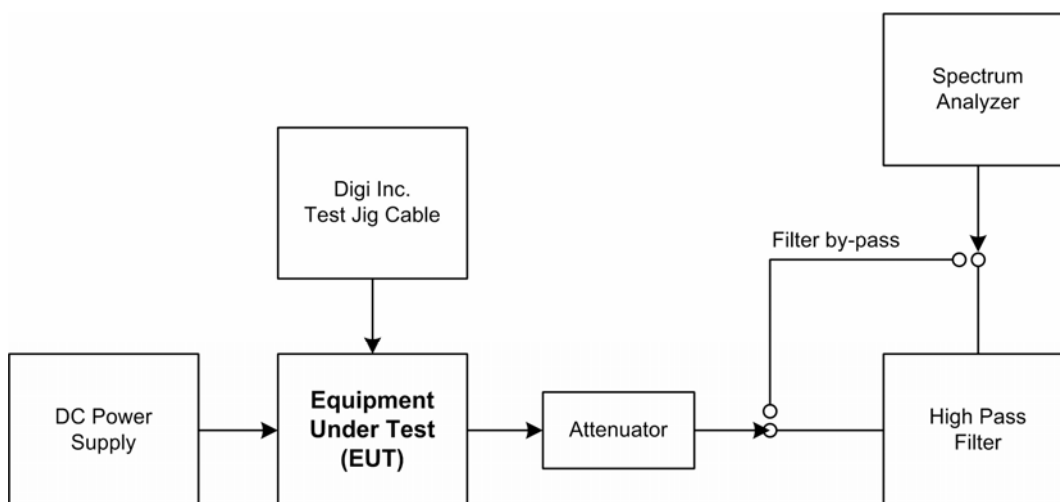 Spectrum
Analyzer
Digi Inc.
Test Jig Cable
Filter by-pass
DC Power
Supply
Equipment
Under Test
(EUT)
Attenuator
High Pass
Filter